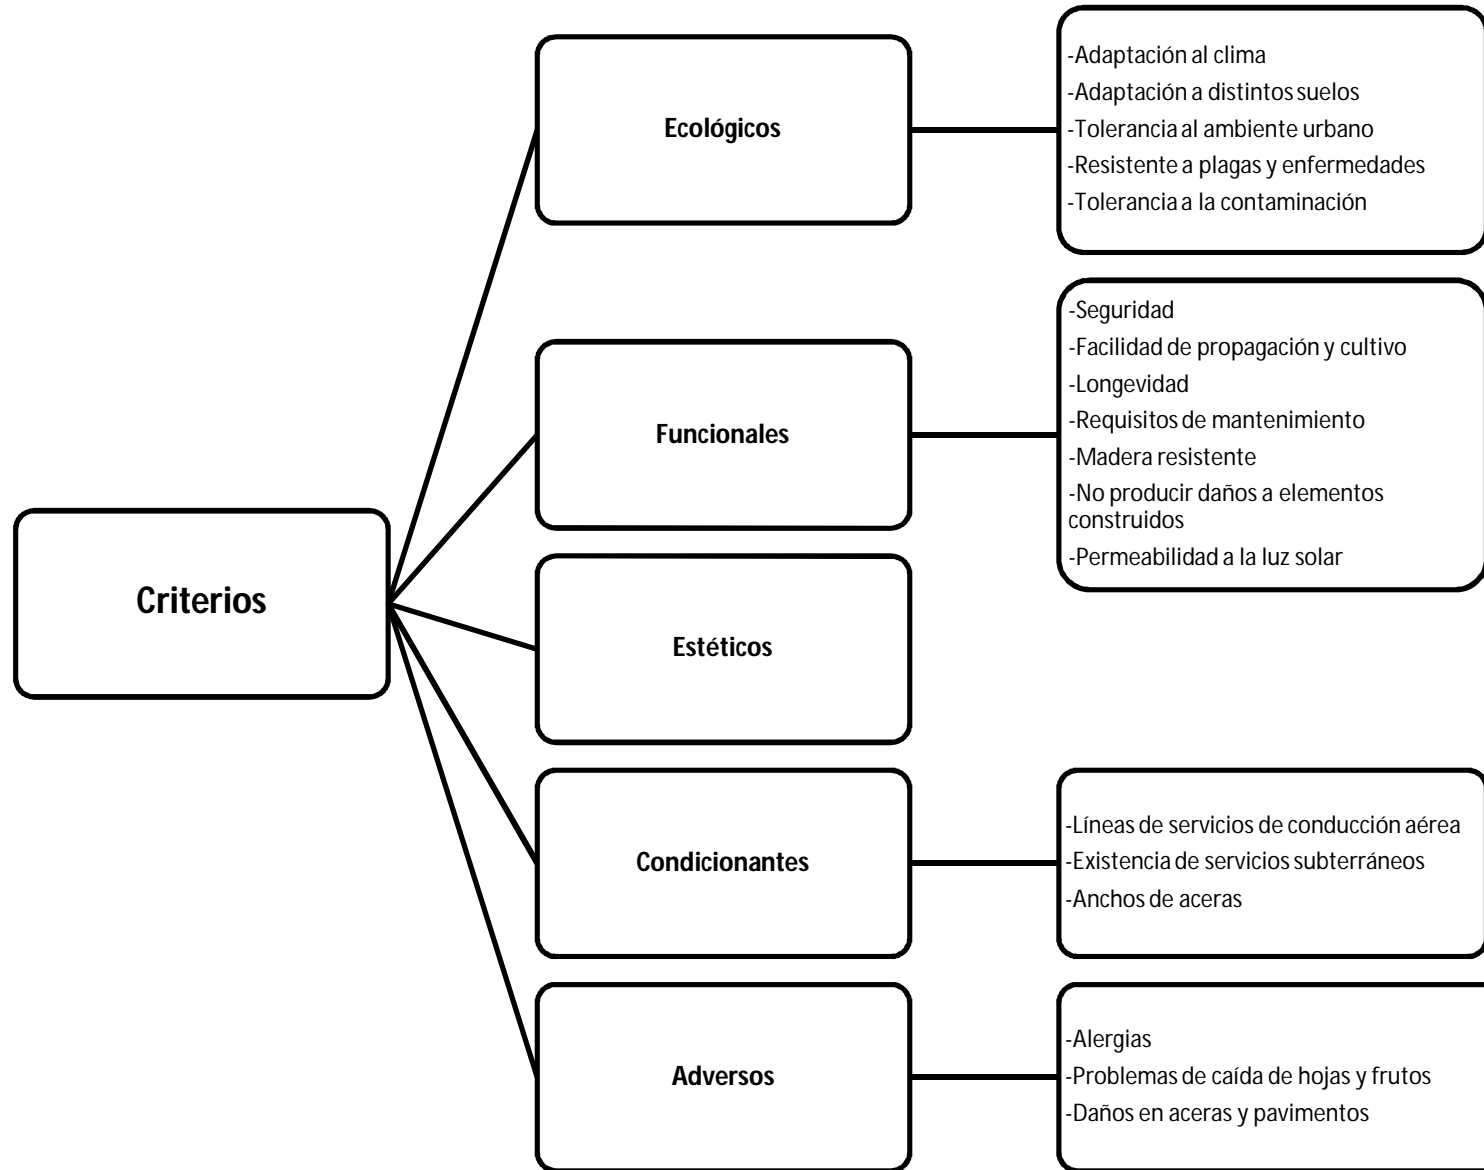 Criterios
Ecológicos
-Adaptación al clima
-Adaptación a distintos suelos
-Tolerancia al ambiente urbano
-Resistente a plagas y enfermedades
-Tolerancia a la contaminación
Funcionales
-Seguridad
-Facilidad de propagación y cultivo
-Longevidad
-Requisitos de mantenimiento
-Madera resistente
-No producir daños a elementos
construidos
-Permeabilidad a la luz solar
Estéticos
Condicionantes
-Líneas de servicios de conducción aérea
-Existencia de servicios subterráneos
-Anchos de aceras
Adversos
-Alergias
-Problemas de caída de hojas y frutos
-Daños en aceras y pavimentos